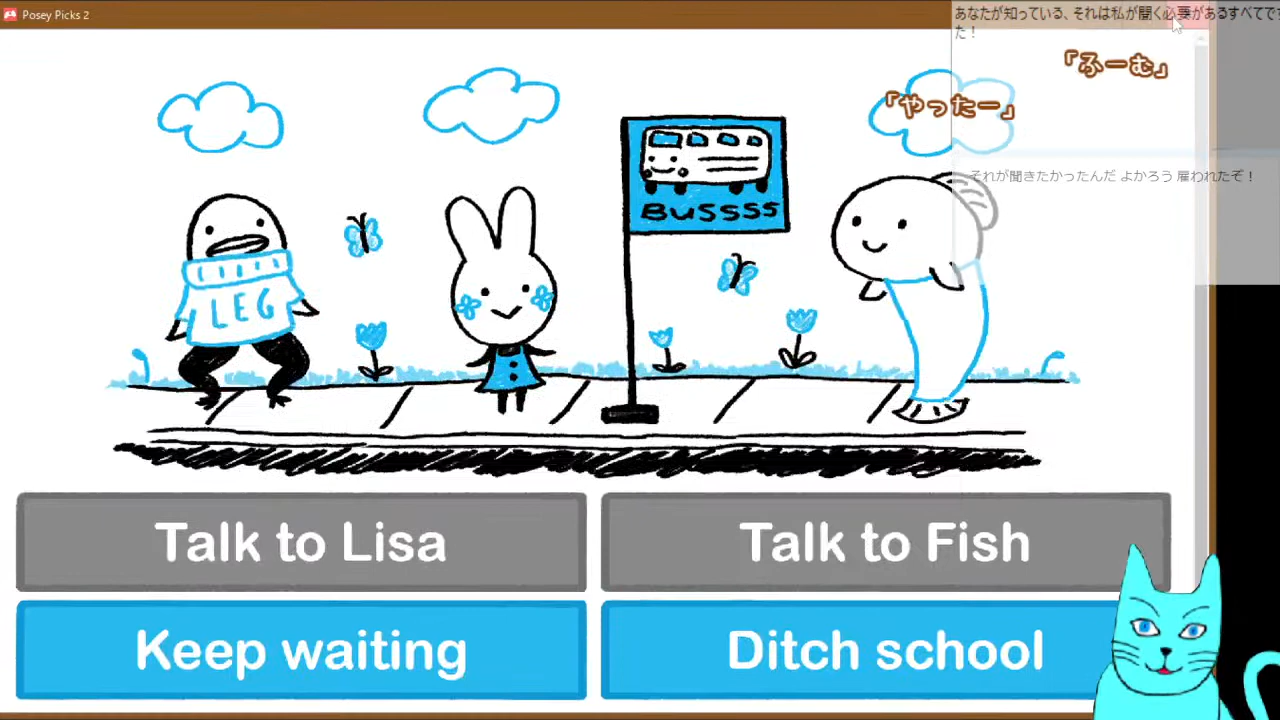 Posey Picks 2
あなたが知っている、それは私が聞く必要があるすべてです
た！
「ふーむ」
「やったー」
それが聞きたかったんだ よかろう 雇われたぞ！
BUSSSS
LEG
Talk to Lisa
Talk to Fish
Keep waiting
Ditch school